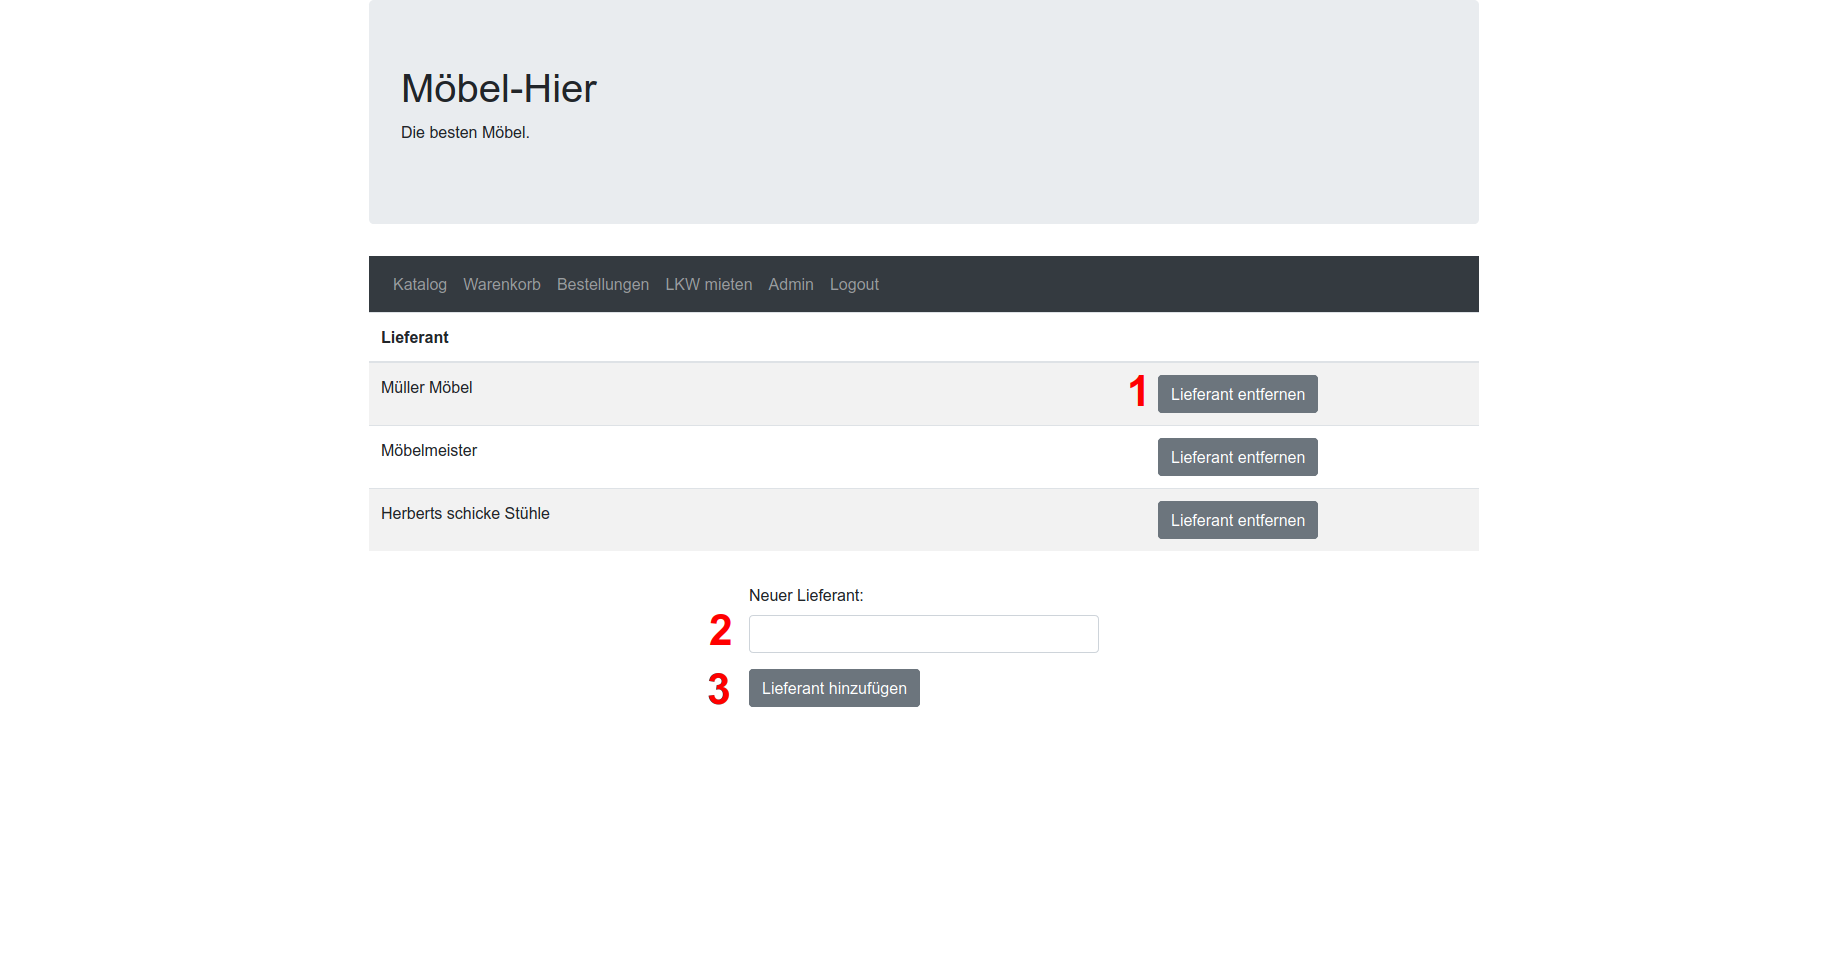 Möbel-Hier
Die besten Möbel.
Katalog Warenkorb Bestellungen LKW mieten Admin Logout
Lieferant
Müller Möbel 1 Lieferant entfernen
Möbelmeister Lieferant entfernen
Herberts schicke Stühle Lieferant entfernen
Neuer Lieferant:
2
3 Lieferant hinzufügen